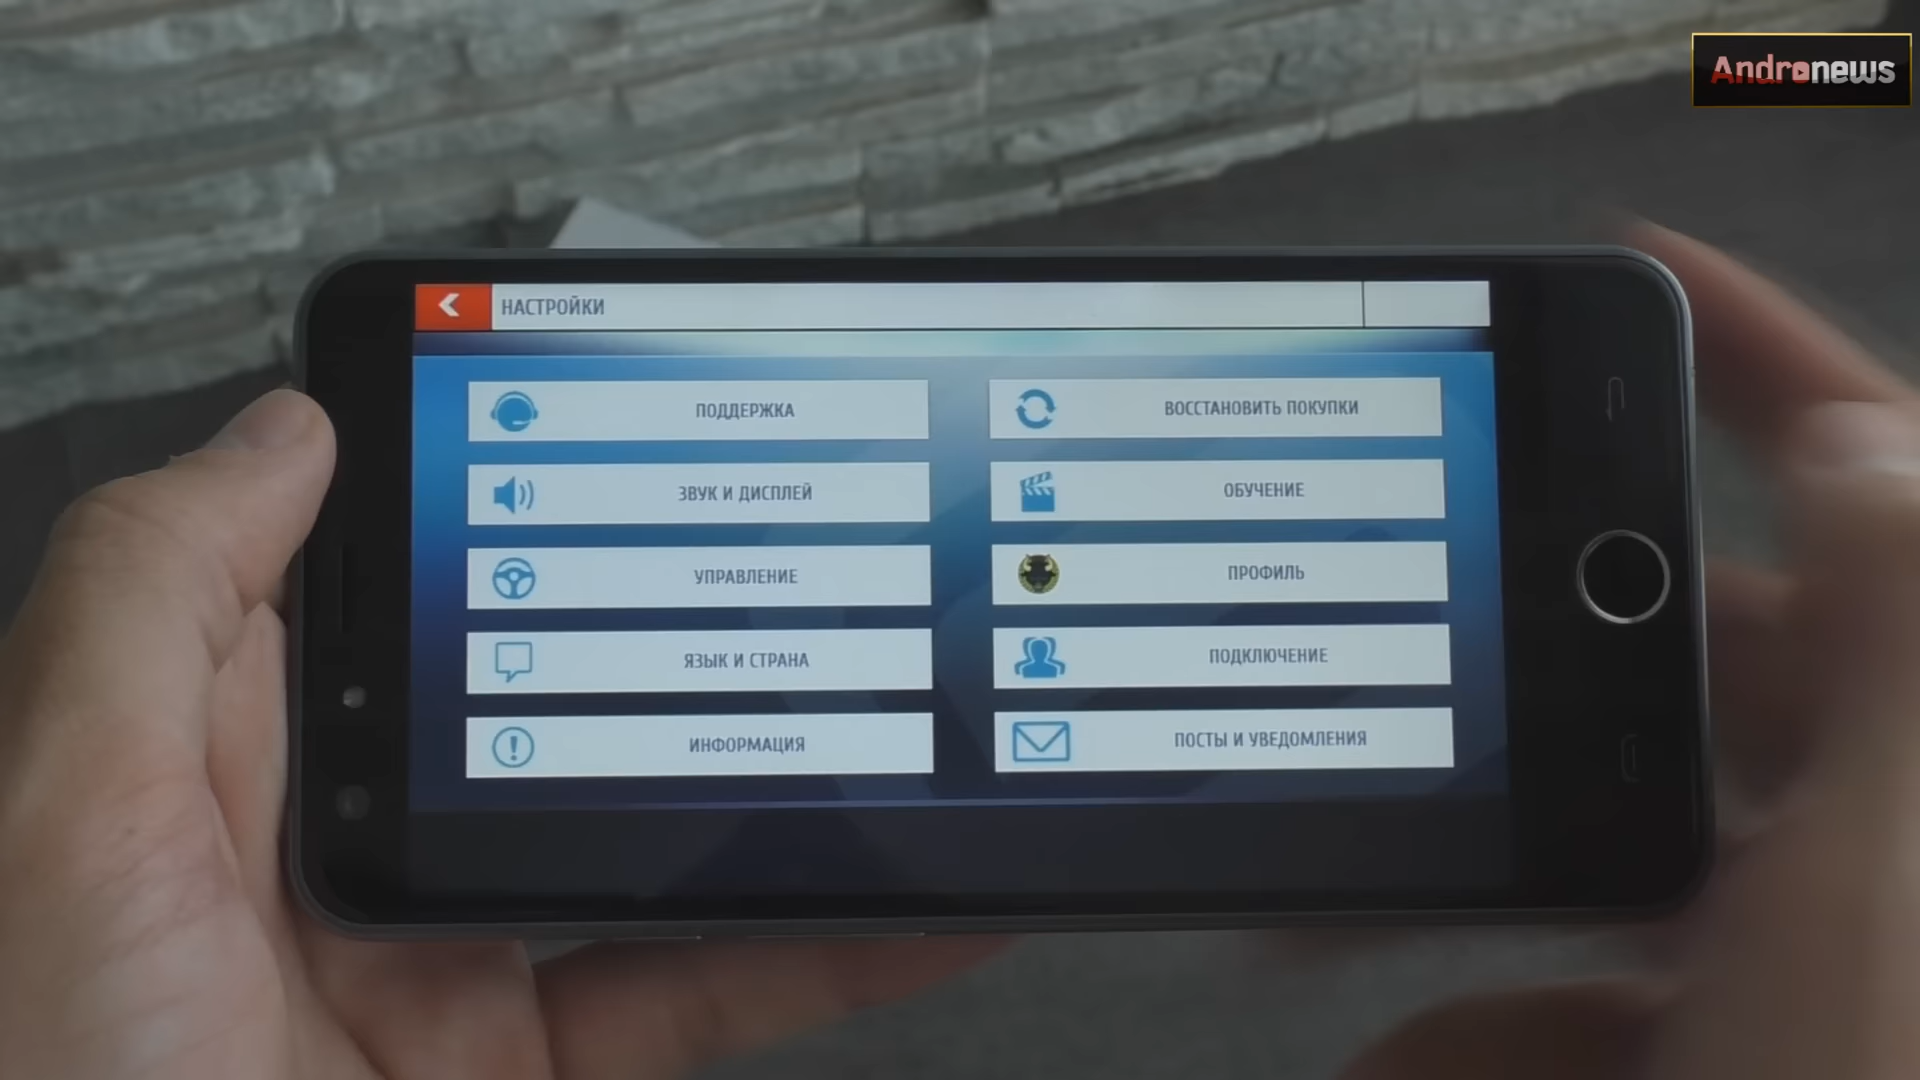 Andronews
НАСТРОЙКИ
ПОДДЕРЖКА
ВОССТАНОВИТЬ ПОКУПКИ
ЗВУК И ДИСПЛЕЙ
ОБУЧЕНИЕ
УПРАВЛЕНИЕ
ПРОФИЛЬ
ЯЗЫК И СТРАНА
ПОДКЛЮЧЕНИЕ
ИНФОРМАЦИЯ
ПОСТЫ И УВЕДОМЛЕНИЯ